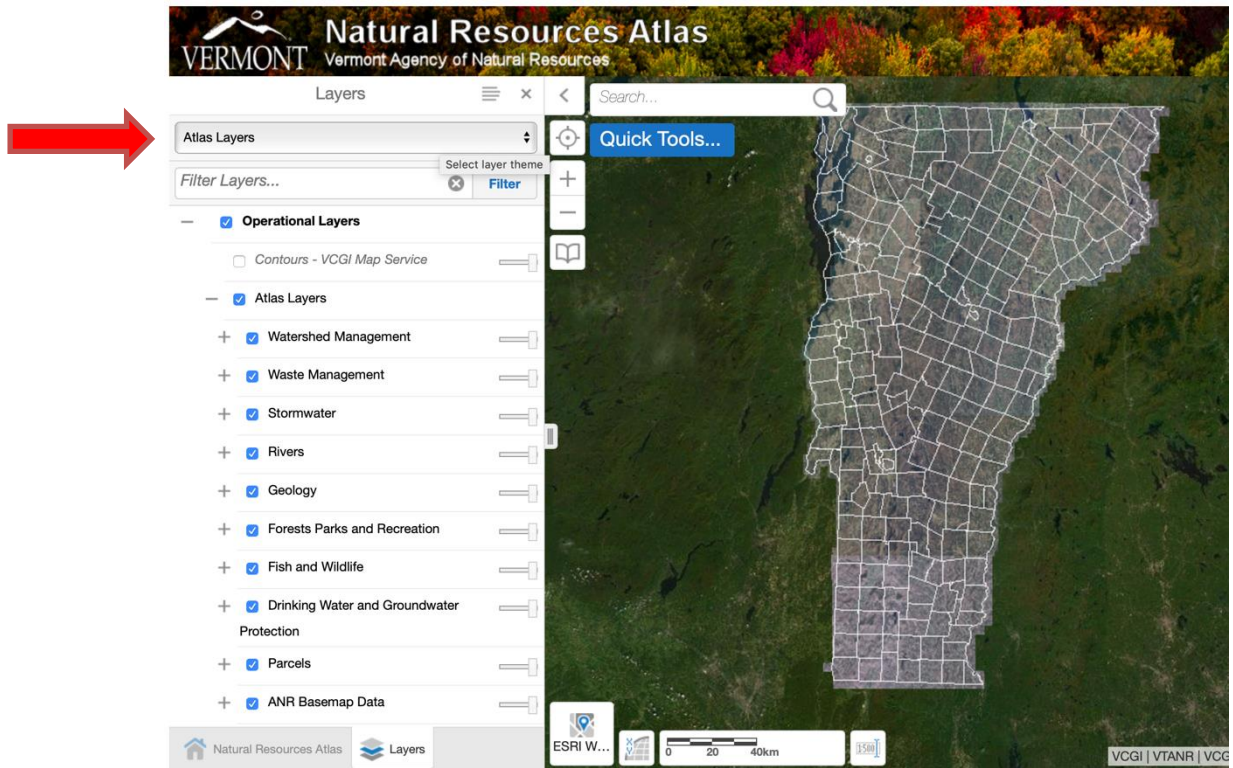 VERMONT
Natural Resources Atlas
Vermont Agency of Natural Resources
Layers
Search...
Atlas Layers
Quick Tools...
Select layer theme
Filter Layers...
Filter
Operational Layers
Contours - VCGI Map Service
Atlas Layers
Watershed Management
Waste Management
Stormwater
Rivers
Geology
Forests Parks and Recreation
Fish and Wildlife
Drinking Water and Groundwater
Protection
Parcels
ANR Basemap Data
Natural Resources Atlas
Layers
ESRI W...
0 20 40km
1:500
VCGI | VTANR | VCG